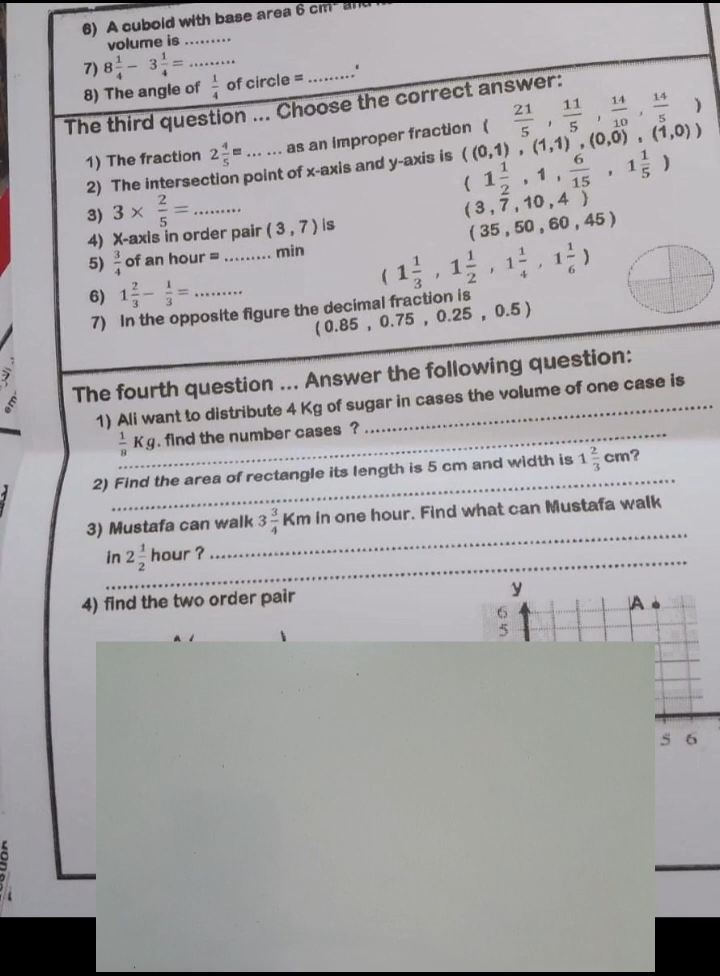 6) A cuboid with base area 6 cm² and
volume is .........
7) 8 1/4 - 3 1/4 = .........
8) The angle of 1/4 of circle = ..........°
The third question ... Choose the correct answer:
1) The fraction 2 4/5 = ... ... as an improper fraction ( 21/5 , 11/5 , 14/10 , 14/5 )
2) The intersection point of x-axis and y-axis is ( (0,1) , (1,1) , (0,0) , (1,0) )
3) 3 × 2/5 = ......... ( 1 1/2 , 1 , 6/15 , 1 1/5 )
4) X-axis in order pair ( 3 , 7 ) is ( 3 , 7 , 10 , 4 )
5) 3/4 of an hour = ......... min ( 35 , 50 , 60 , 45 )
6) 1 2/3 - 1/3 = ......... ( 1 1/3 , 1 1/2 , 1 1/4 , 1 1/6 )
7) In the opposite figure the decimal fraction is
( 0.85 , 0.75 , 0.25 , 0.5 )
The fourth question ... Answer the following question:
1) Ali want to distribute 4 Kg of sugar in cases the volume of one case is
1/8 Kg. find the number cases ?
2) Find the area of rectangle its length is 5 cm and width is 1 2/3 cm?
3) Mustafa can walk 3 3/4 Km in one hour. Find what can Mustafa walk
in 2 1/2 hour ?
4) find the two order pair
y
6 A
5
5 6